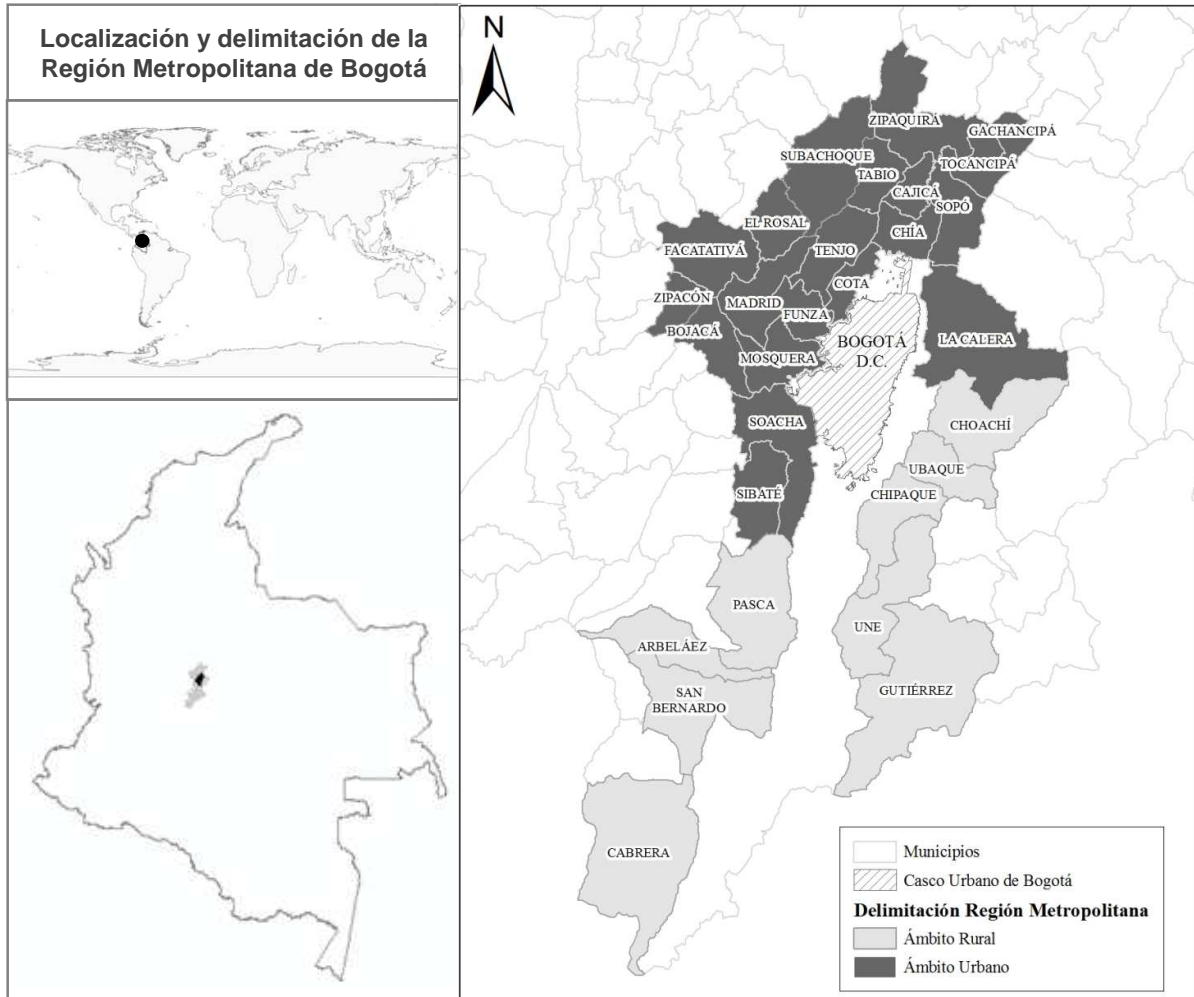 Localización y delimitación de la
Región Metropolitana de Bogotá
N
ZIPAQUIRÁ
GACHANCIPÁ
SUBACHOQUE
TOCANCIPÁ
TABIO
CAJICÁ
SOPÓ
EL ROSAL
CHÍA
FACATATIVÁ
TENJO
COTA
ZIPACÓN
MADRID
FUNZA
BOJACÁ
BOGOTÁ
D.C.
LA CALERA
MOSQUERA
SOACHA
CHOACHÍ
UBAQUE
SIBATÉ
CHIPAQUE
PASCA
UNE
ARBELÁEZ
GUTIÉRREZ
SAN
BERNARDO
CABRERA
Municipios
Casco Urbano de Bogotá
Delimitación Región Metropolitana
Ámbito Rural
Ámbito Urbano